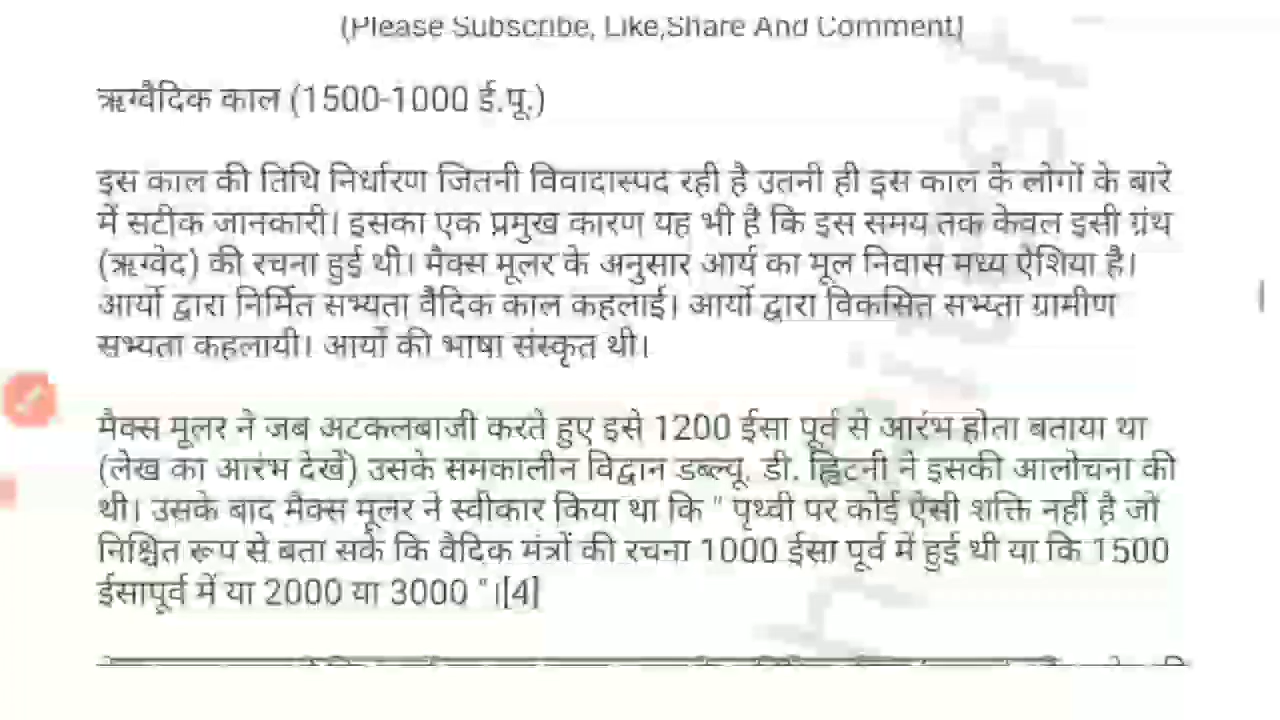 (Please Subscribe, Like,Share And Comment)
ऋग्वैदिक काल (1500-1000 ई.पू.)
इस काल की तिथि निर्धारण जितनी विवादास्पद रही है उतनी ही इस काल के लोगों के बारे
में सटीक जानकारी। इसका एक प्रमुख कारण यह भी है कि इस समय तक केवल इसी ग्रंथ
(ऋग्वेद) की रचना हुई थी। मैक्स मूलर के अनुसार आर्य का मूल निवास मध्य ऐशिया है।
आर्यो द्वारा निर्मित सभ्यता वैदिक काल कहलाई। आर्यो द्वारा विकसित सभ्य्ता ग्रामीण
सभ्यता कहलायी। आर्यों की भाषा संस्कृत थी।
मैक्स मूलर ने जब अटकलबाजी करते हुए इसे 1200 ईसा पूर्व से आरंभ होता बताया था
(लेख का आरंभ देखें) उसके समकालीन विद्वान डब्ल्यू. डी. ह्विटनी ने इसकी आलोचना की
थी। उसके बाद मैक्स मूलर ने स्वीकार किया था कि " पृथ्वी पर कोई ऐसी शक्ति नहीं है जो
निश्चित रूप से बता सके कि वैदिक मंत्रों की रचना 1000 ईसा पूर्व में हुई थी या कि 1500
ईसापूर्व में या 2000 या 3000 "।[4]